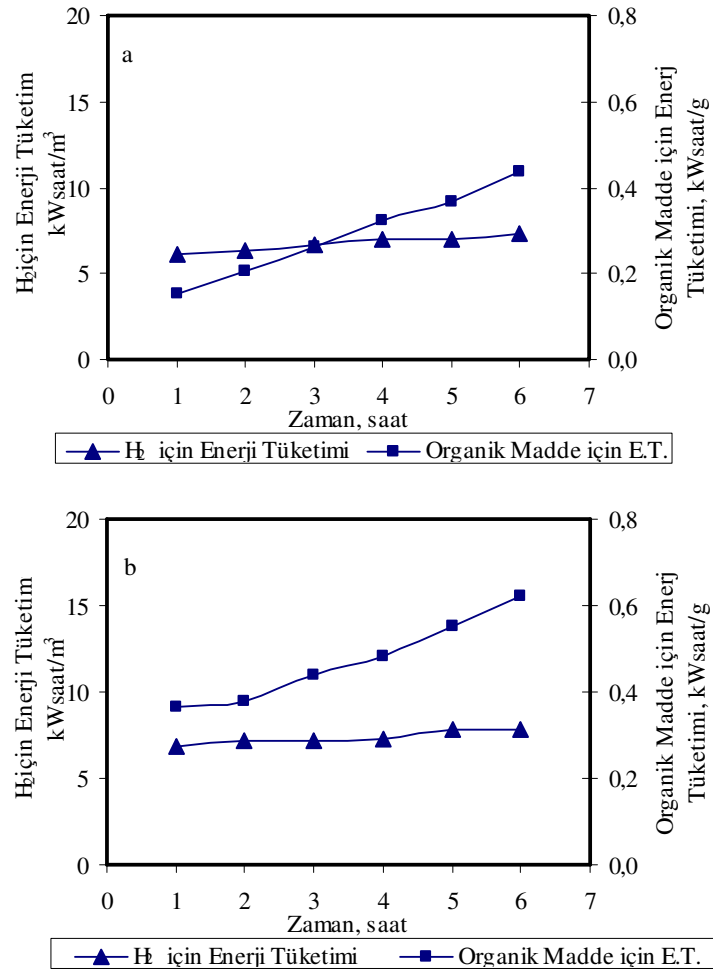 a
H2 için Enerji Tüketim
kWsaat/m³
20
15
10
5
0
0,8
0,6
0,4
0,2
0,0
Organik Madde için Enerj
Tüketimi, kWsaat/g
0 1 2 3 4 5 6 7
Zaman, saat
H2 için Enerji Tüketimi Organik Madde için E.T.
b
H2 için Enerji Tüketim
kWsaat/m³
20
15
10
5
0
0,8
0,6
0,4
0,2
0,0
Organik Madde için Enerj
Tüketimi, kWsaat/g
0 1 2 3 4 5 6 7
Zaman, saat
H2 için Enerji Tüketimi Organik Madde için E.T.